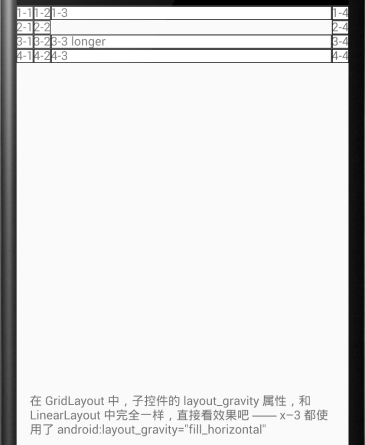 1-1 1-2 1-3 1-4
2-1 2-2 2-4
3-1 3-2 3-3 longer 3-4
4-1 4-2 4-3 4-4
在 GridLayout 中，子控件的 layout_gravity 属性，和
LinearLayout 中完全一样，直接看效果吧 —— x-3 都使
用了 android:layout_gravity="fill_horizontal"